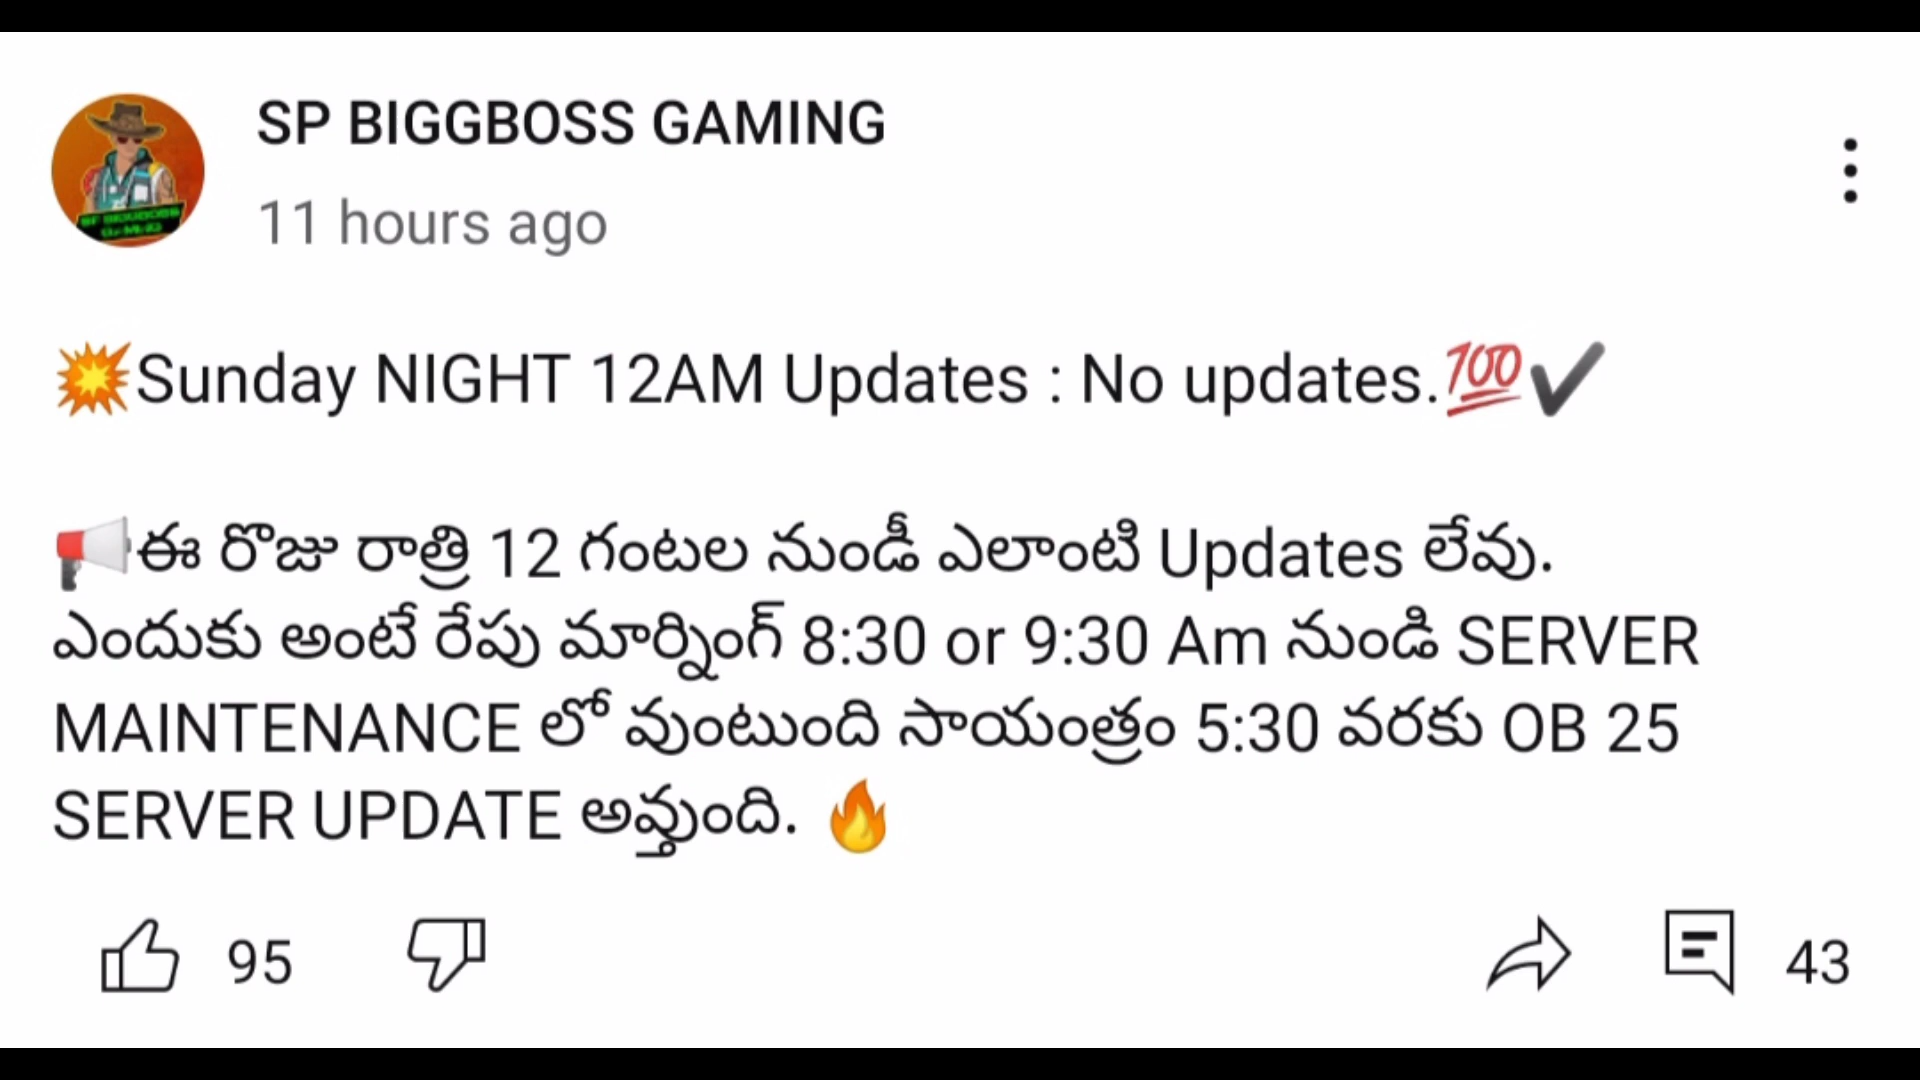 SP BIGGBOSS GAMING
11 hours ago
💥Sunday NIGHT 12AM Updates : No updates.💯✔
📢ఈ రొజు రాత్రి 12 గంటల నుండీ ఎలాంటి Updates లేవు.
ఎందుకు అంటే రేపు మార్నింగ్ 8:30 or 9:30 Am నుండి SERVER
MAINTENANCE లో వుంటుంది సాయంత్రం 5:30 వరకు OB 25
SERVER UPDATE అవ్తుంది. 🔥
95
43